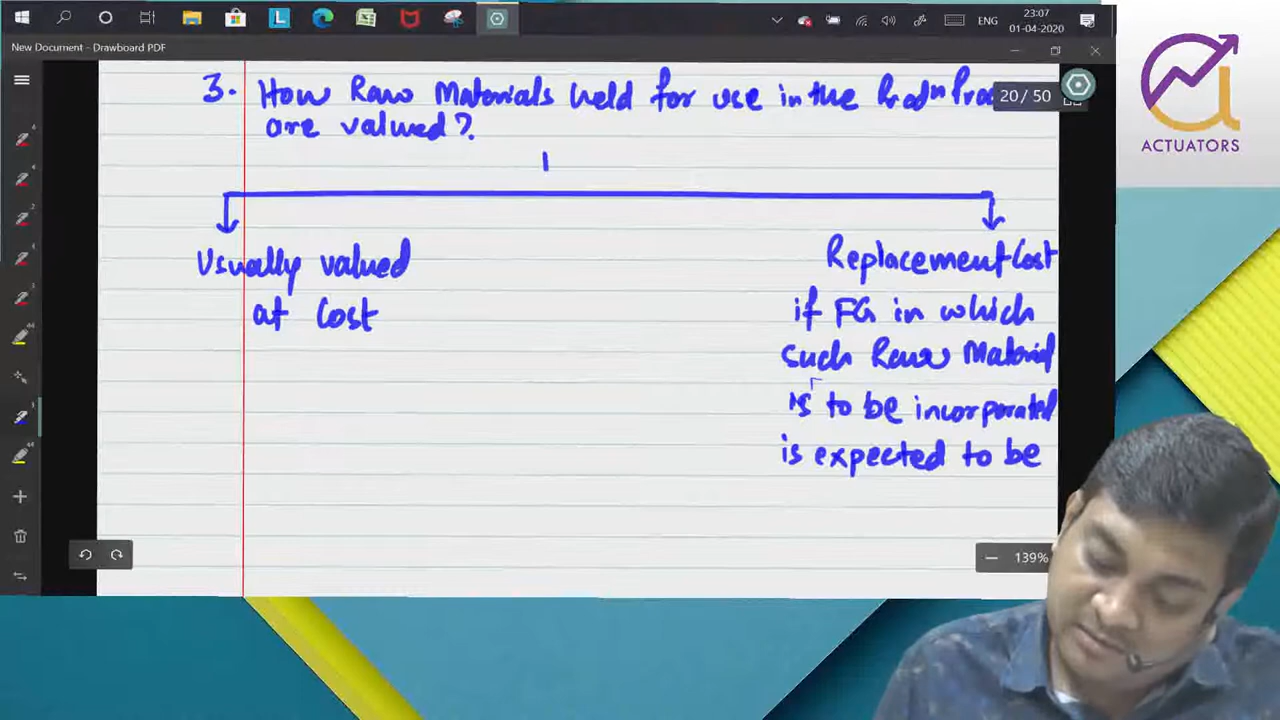 23:07
ENG
01-04-2020
New Document - Drawboard PDF
3. How Raw Materials held for use in the Prodn
20 / 50
are valued?
Usually valued
at Cost
Replacement Cost
if FG in which
such Raw Material
is to be incorporated
is expected to be
139%
ACTUATORS